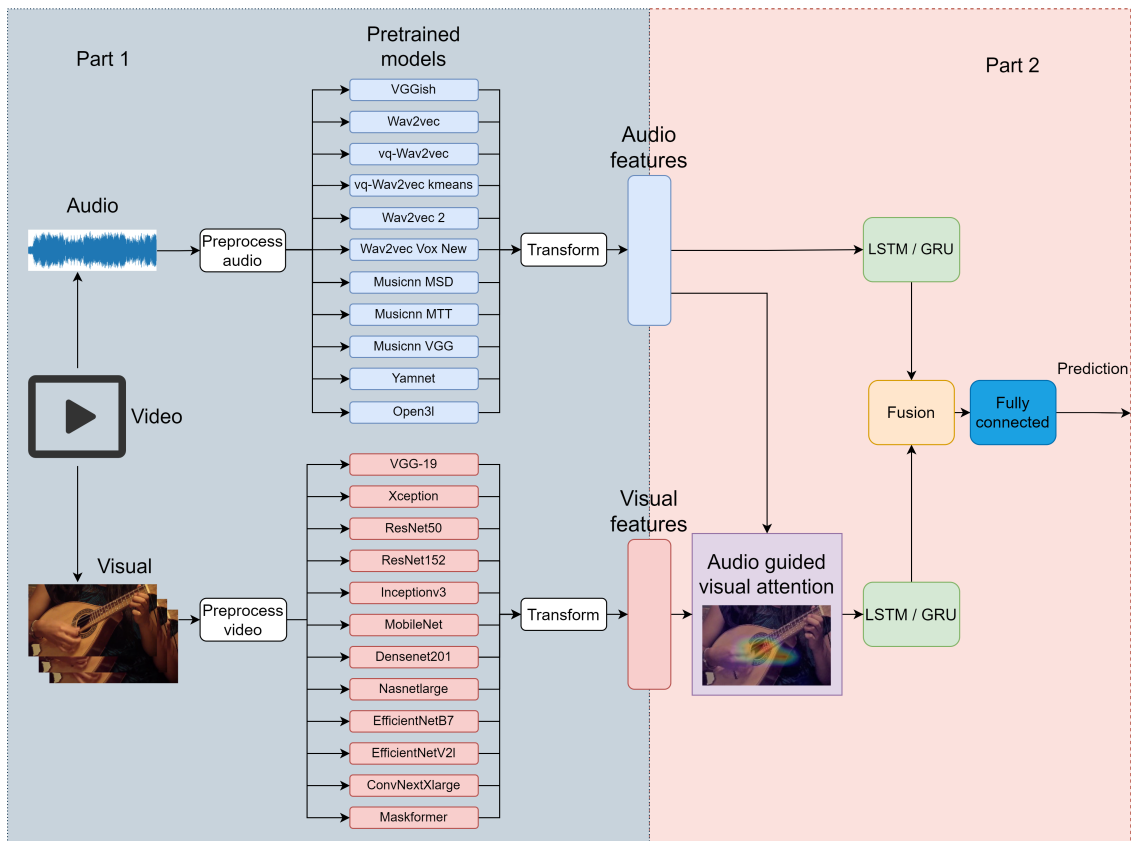 Part 1
Pretrained
models
Part 2
VGGish
Wav2vec
vq-Wav2vec
vq-Wav2vec kmeans
Wav2vec 2
Wav2vec Vox New
Musicnn MSD
Musicnn MTT
Musicnn VGG
Yamnet
Open3l
Audio
Preprocess
audio
Transform
Audio
features
LSTM / GRU
Video
Fusion
Fully
connected
Prediction
VGG-19
Xception
ResNet50
ResNet152
Inceptionv3
MobileNet
Densenet201
Nasnetlarge
EfficientNetB7
EfficientNetV2l
ConvNextXlarge
Maskformer
Visual
Preprocess
video
Transform
Visual
features
Audio guided
visual attention
LSTM / GRU